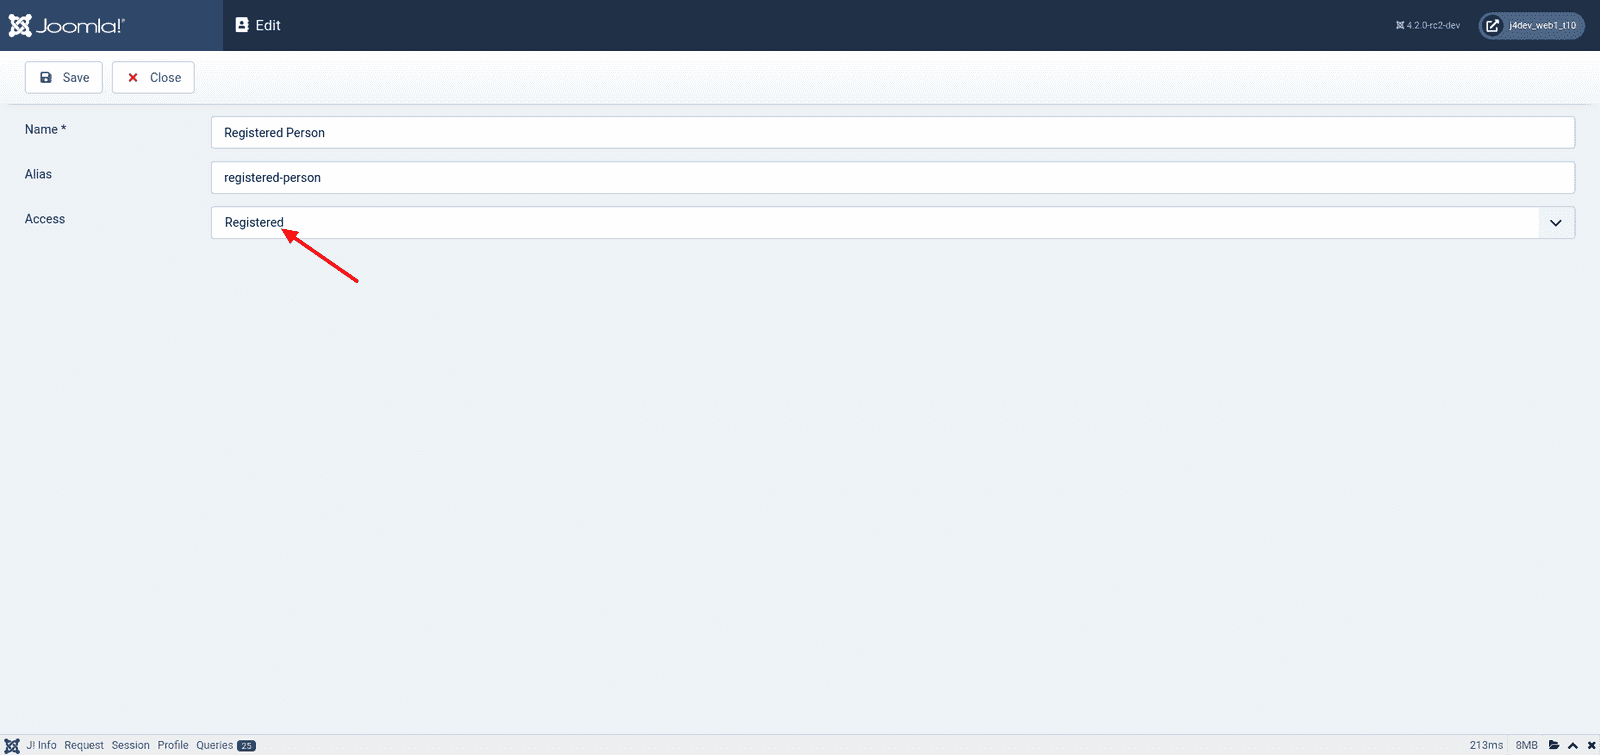 Joomla!® Edit 4.2.0-rc2-dev j4dev_web1_t10
Save Close
Name * Registered Person
Alias registered-person
Access Registered
J! Info Request Session Profile Queries 25 213ms 8MB